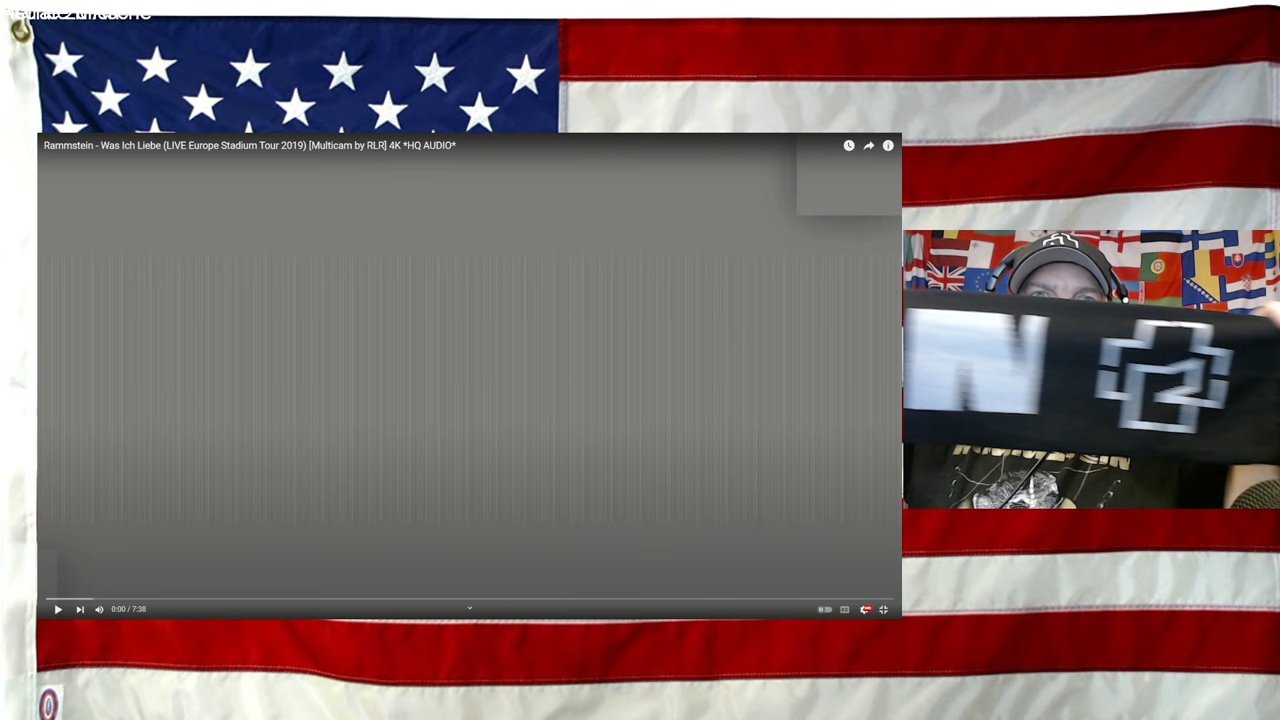 Rammstein - Was Ich Liebe (LIVE Europe Stadium Tour 2019) [Multicam by RLR] 4K *HQ AUDIO*
0:00 / 7:38